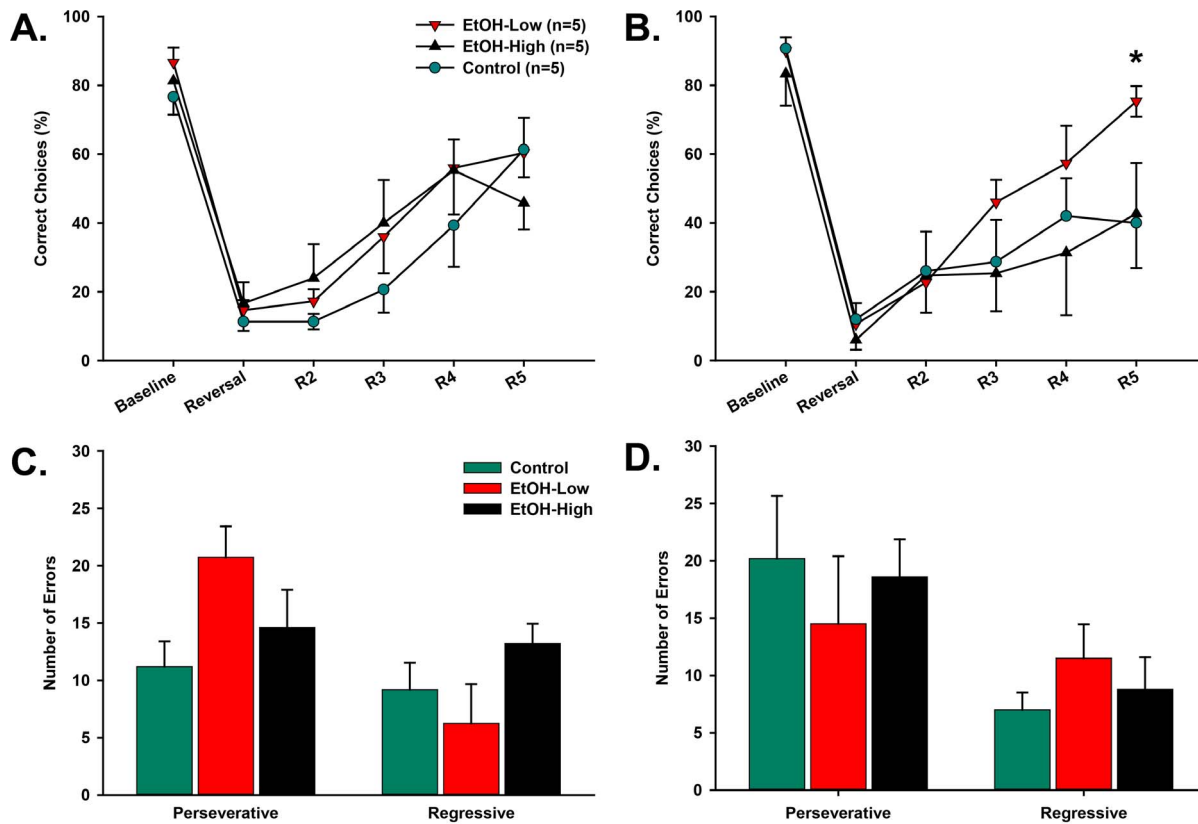 A.
100
80
60
40
20
0
Correct Choices (%)
EtOH-Low (n=5)
EtOH-High (n=5)
Control (n=5)
Baseline
Reversal
R2
R3
R4
R5
B.
100
80
60
40
20
0
Correct Choices (%)
*
Baseline
Reversal
R2
R3
R4
R5
C.
30
25
20
15
10
5
0
Number of Errors
Control
EtOH-Low
EtOH-High
Perseverative
Regressive
D.
30
25
20
15
10
5
0
Number of Errors
Perseverative
Regressive